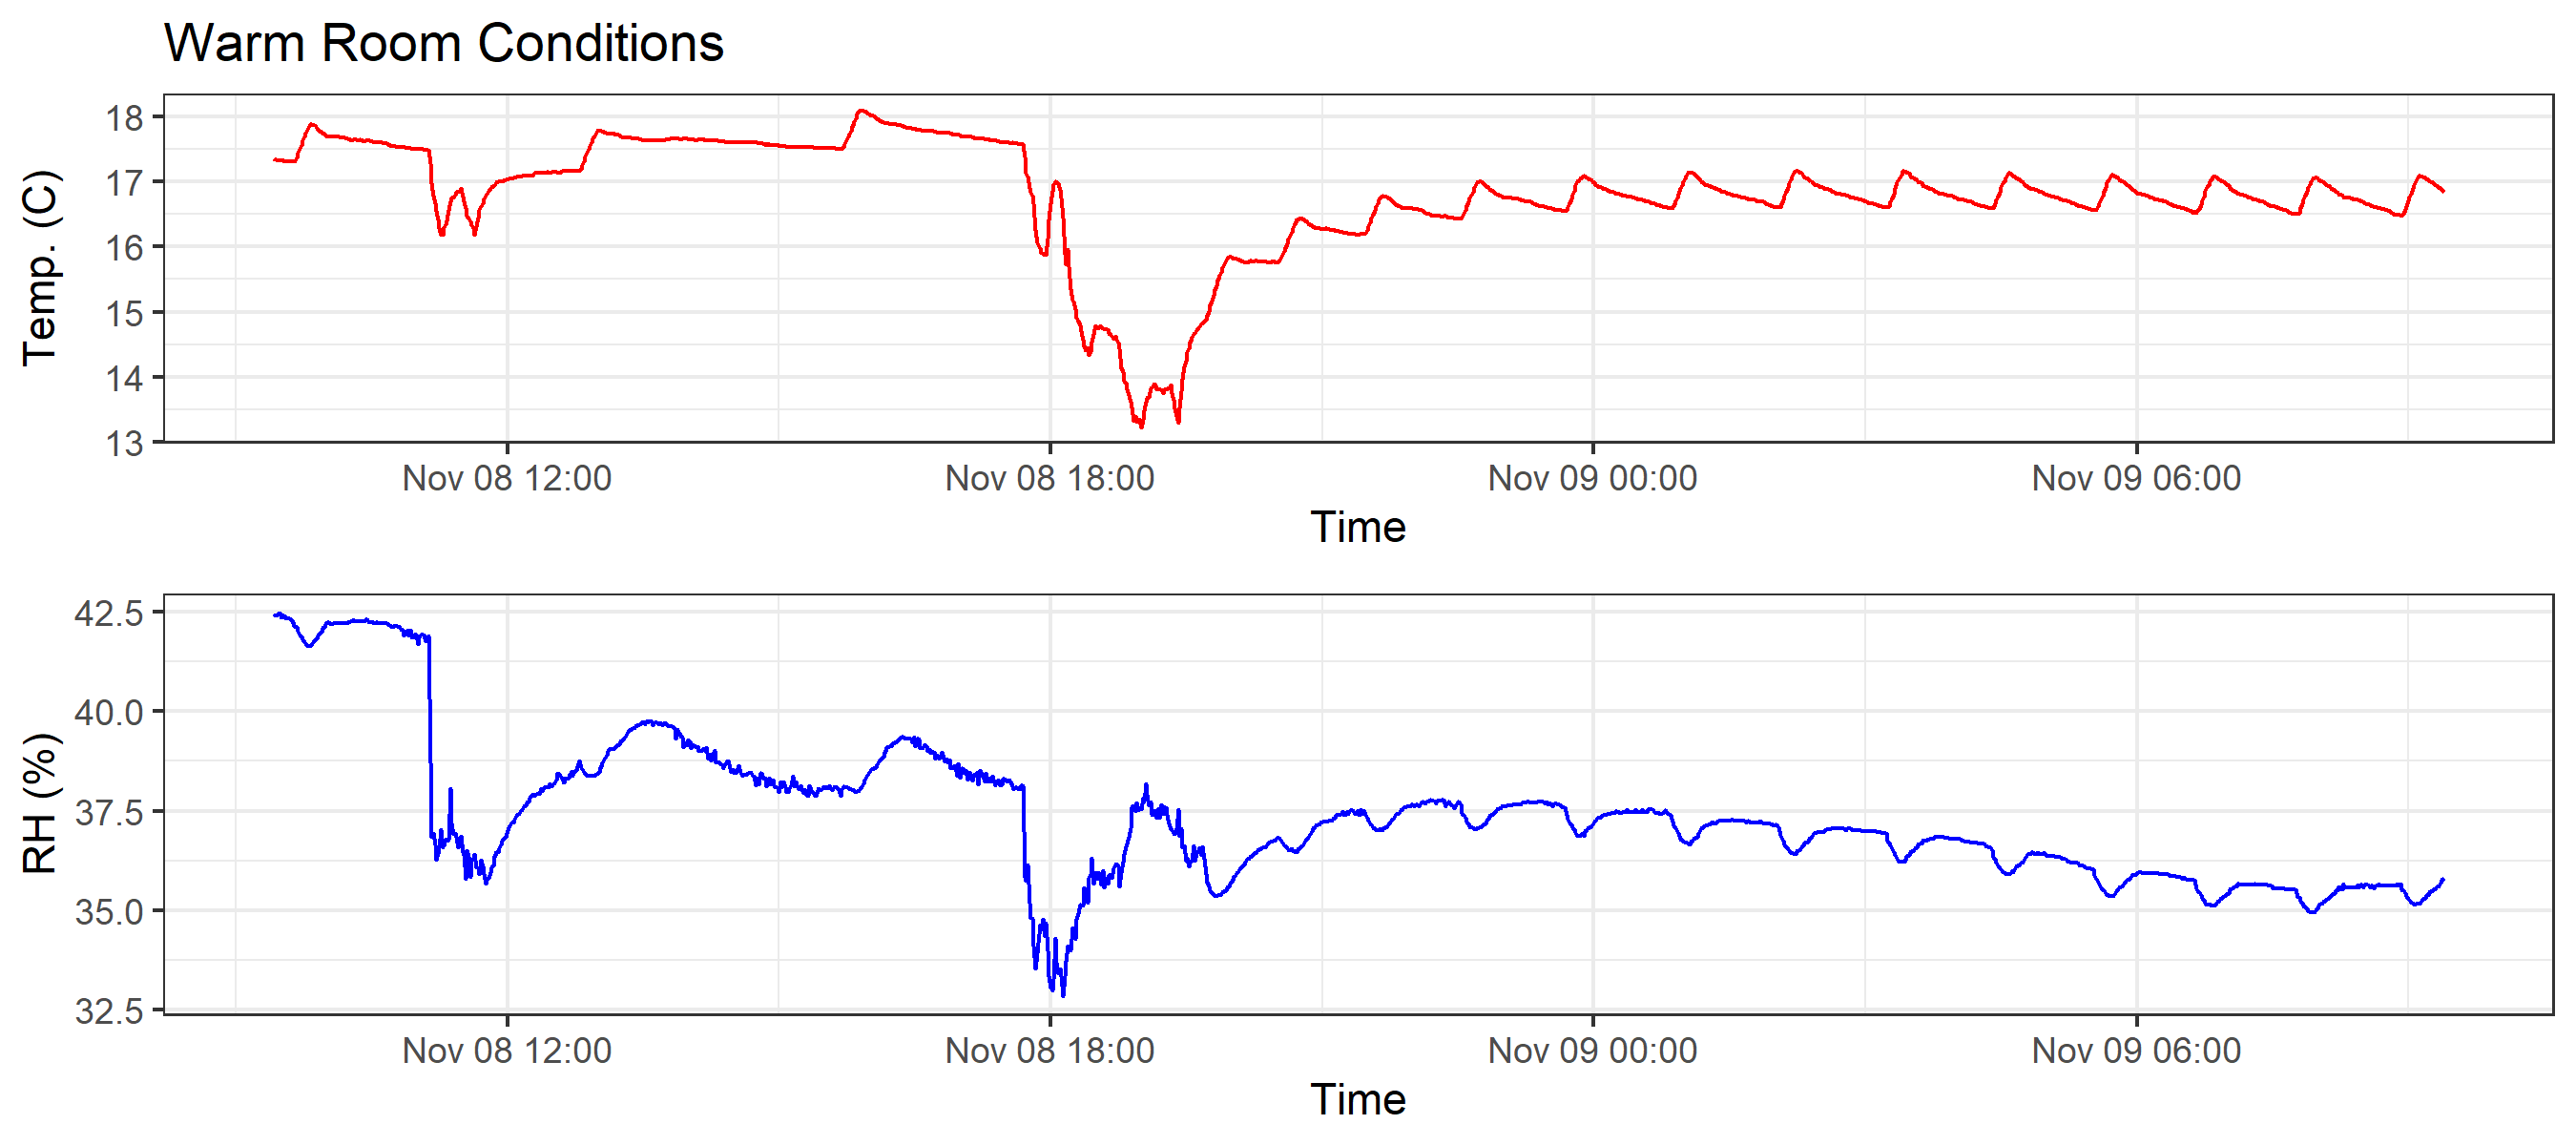 Warm Room Conditions
18
17
16
15
14
13
Temp. (C)
Nov 08 12:00 Nov 08 18:00 Nov 09 00:00 Nov 09 06:00
Time
42.5
40.0
37.5
35.0
32.5
RH (%)
Nov 08 12:00 Nov 08 18:00 Nov 09 00:00 Nov 09 06:00
Time